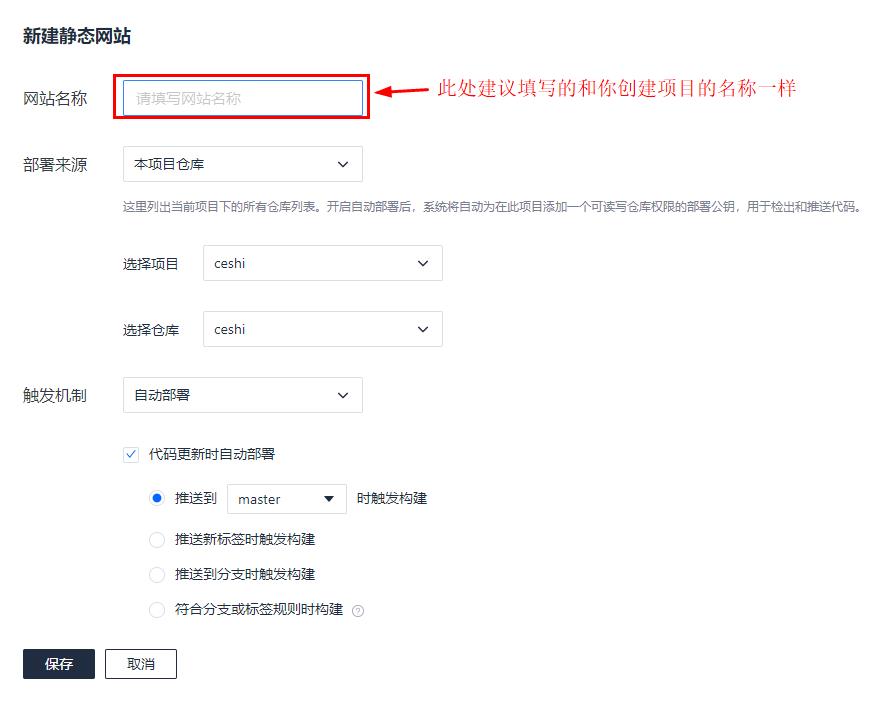 新建静态网站
网站名称 请填写网站名称 此处建议填写的和你创建项目的名称一样
部署来源 本项目仓库
这里列出当前项目下的所有仓库列表。开启自动部署后，系统将自动为在此项目添加一个可读写仓库权限的部署公钥，用于检出和推送代码。
选择项目 ceshi
选择仓库 ceshi
触发机制 自动部署
代码更新时自动部署
推送到 master 时触发构建
推送新标签时触发构建
推送到分支时触发构建
符合分支或标签规则时构建 ?
保存 取消